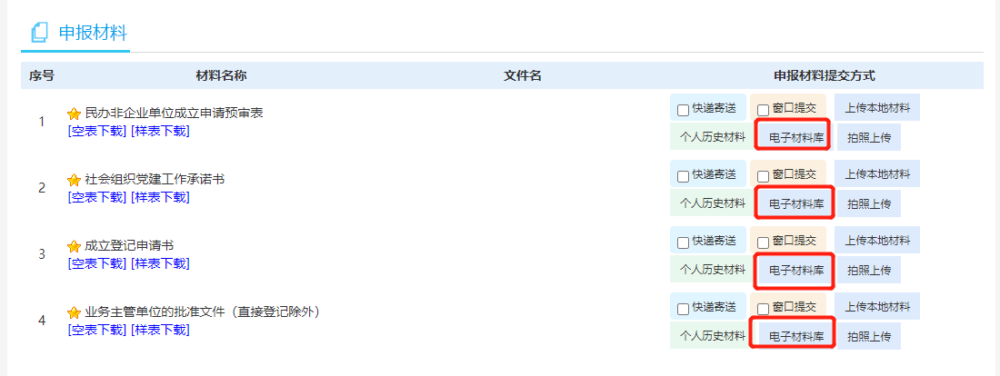 申报材料
序号 材料名称 文件名 申报材料提交方式
1 民办非企业单位成立申请预审表 快递寄送 窗口提交 上传本地材料
[空表下载] [样表下载] 个人历史材料 电子材料库 拍照上传
2 社会组织党建工作承诺书 快递寄送 窗口提交 上传本地材料
[空表下载] [样表下载] 个人历史材料 电子材料库 拍照上传
3 成立登记申请书 快递寄送 窗口提交 上传本地材料
[空表下载] [样表下载] 个人历史材料 电子材料库 拍照上传
4 业务主管单位的批准文件（直接登记除外） 快递寄送 窗口提交 上传本地材料
[空表下载] [样表下载] 个人历史材料 电子材料库 拍照上传